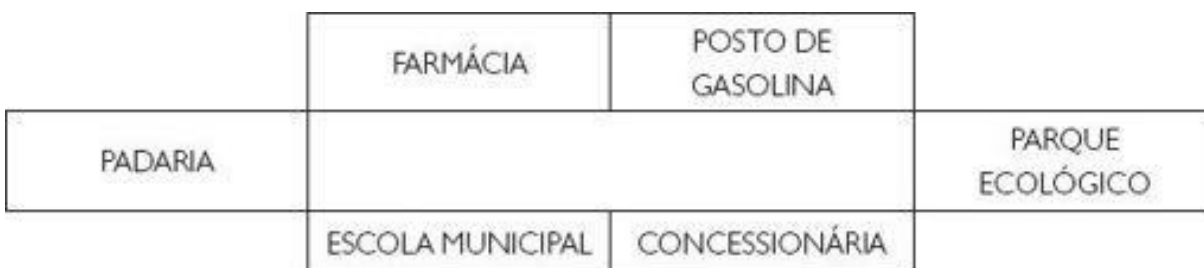 FARMÁCIA
POSTO DE
GASOLINA
PADARIA
PARQUE
ECOLÓGICO
ESCOLA MUNICIPAL
CONCESSIONÁRIA